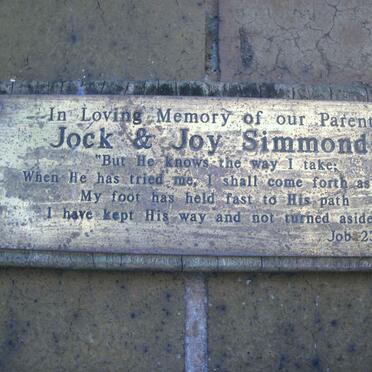 In Loving Memory of our Parent
Jock & Joy Simmond
"But He knows the way I take;
When He has tried me, I shall come forth as
My foot has held fast to His path
I have kept His way and not turned aside
Job 23